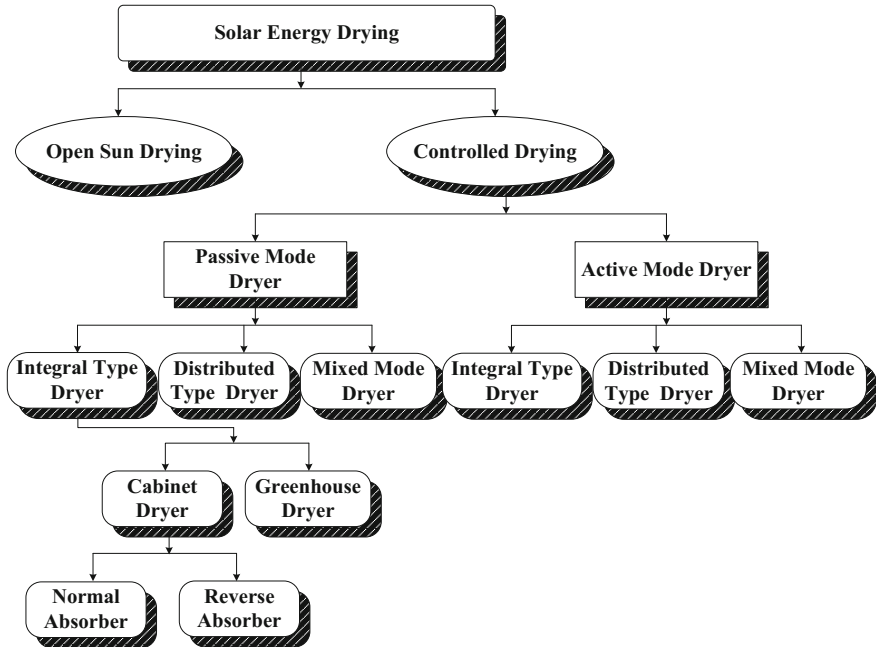 Solar Energy Drying
Open Sun Drying
Controlled Drying
Passive Mode
Dryer
Active Mode Dryer
Integral Type
Dryer
Distributed
Type Dryer
Mixed Mode
Dryer
Integral Type
Dryer
Distributed
Type Dryer
Mixed Mode
Dryer
Cabinet
Dryer
Greenhouse
Dryer
Normal
Absorber
Reverse
Absorber